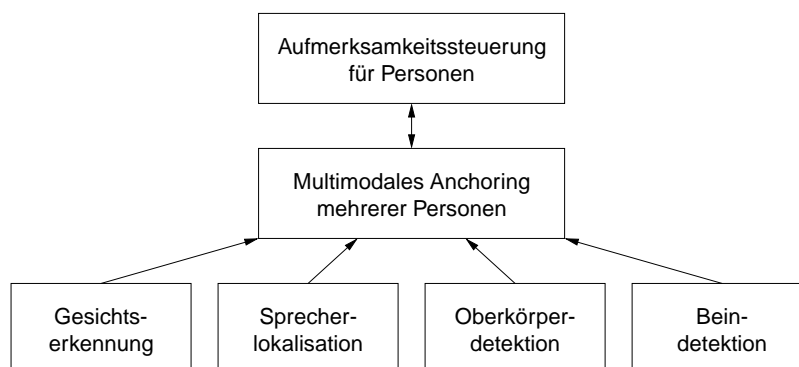 Aufmerksamkeitssteuerung
für Personen
Multimodales Anchoring
mehrerer Personen
Gesichts-
erkennung
Sprecher-
lokalisation
Oberkörper-
detektion
Bein-
detektion